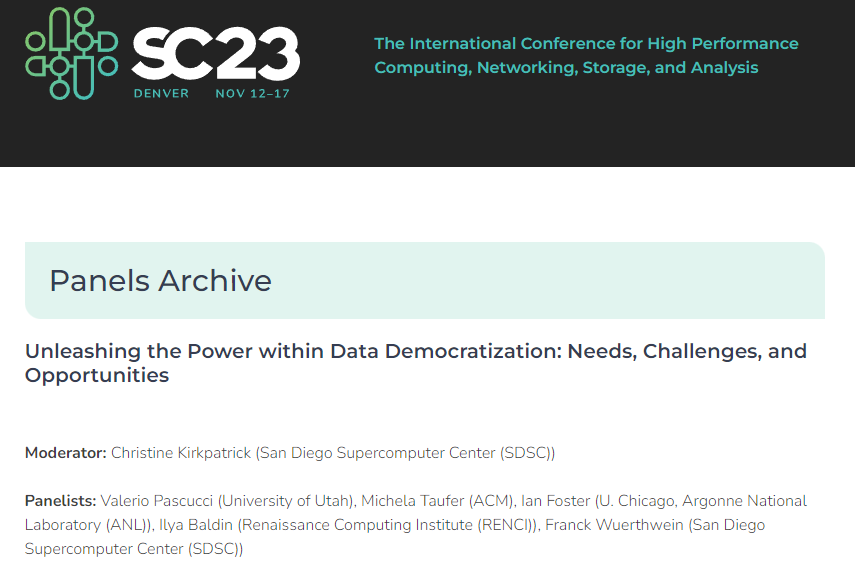 SC23
DENVER NOV 12–17
The International Conference for High Performance
Computing, Networking, Storage, and Analysis
Panels Archive
Unleashing the Power within Data Democratization: Needs, Challenges, and
Opportunities
Moderator: Christine Kirkpatrick (San Diego Supercomputer Center (SDSC))
Panelists: Valerio Pascucci (University of Utah), Michela Taufer (ACM), Ian Foster (U. Chicago, Argonne National
Laboratory (ANL)), Ilya Baldin (Renaissance Computing Institute (RENCI)), Franck Wuerthwein (San Diego
Supercomputer Center (SDSC))